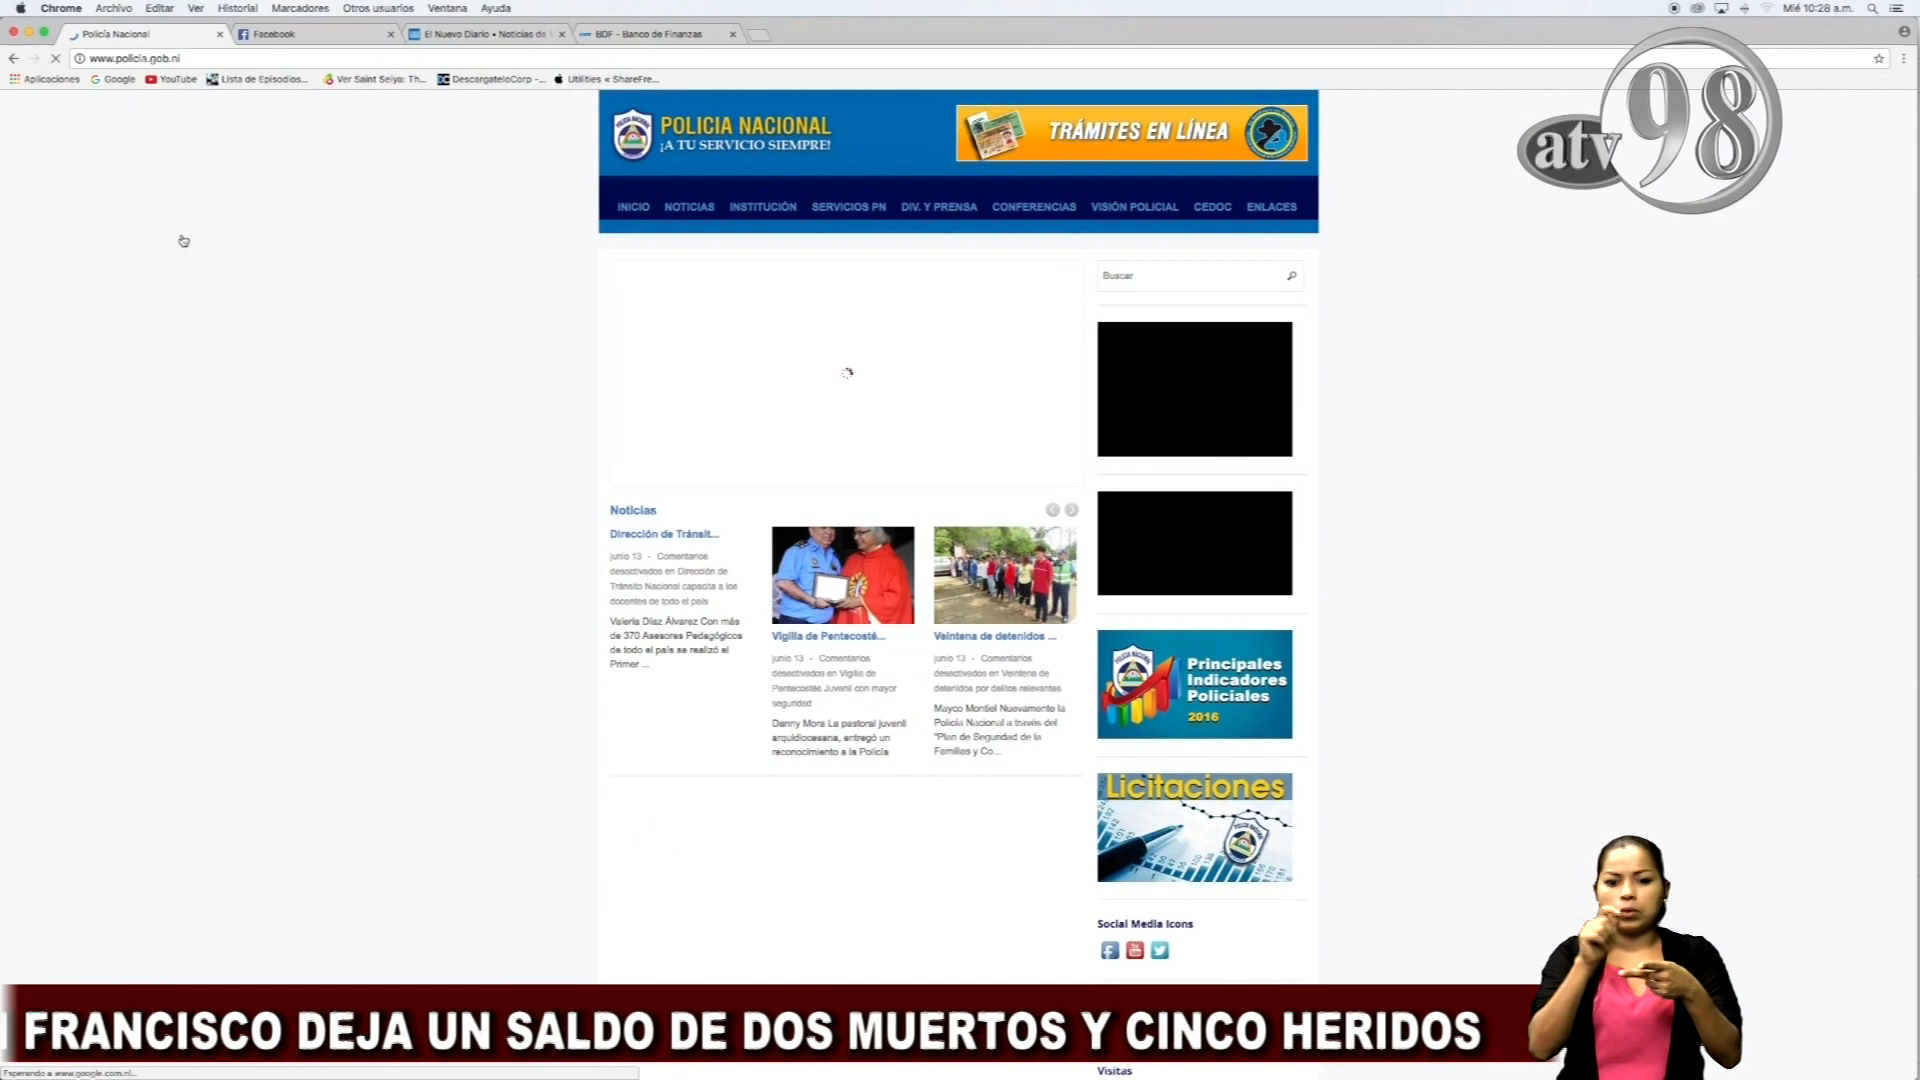 Chrome Archivo Editar Ver Historial Marcadores Otros usuarios Ventana Ayuda
Mié 10:28 a.m.
Policía Nacional
Facebook
El Nuevo Diario • Noticias de
BDF - Banco de Finanzas
www.policia.gob.ni
Aplicaciones Google YouTube Lista de Episodios... Ver Saint Seiya: Th... DescargateloCorp -... Utilities « ShareFre...
atv 98
POLICIA NACIONAL
¡A TU SERVICIO SIEMPRE!
TRÁMITES EN LÍNEA
INICIO NOTICIAS INSTITUCIÓN SERVICIOS PN DIV. Y PRENSA CONFERENCIAS VISIÓN POLICIAL CEDOC ENLACES
Buscar
Noticias
Dirección de Tránsit...
junio 13 - Comentarios
desactivados en Dirección de
Tránsito Nacional capacita a los
docentes de todo el país
Valeria Díaz Álvarez Con más
de 370 Asesores Pedagógicos
de todo el país se realizó el
Primer ...
Vigilia de Pentecosté...
junio 13 - Comentarios
desactivados en Vigilia de
Pentecostés Juvenil con mayor
seguridad
Danny Mora La pastoral juvenil
arquidiocesana, entregó un
reconocimiento a la Policía
Veintena de detenidos ...
junio 13 - Comentarios
desactivados en Veintena de
detenidos por delitos relevantes
Mayco Montiel Nuevamente la
Policía Nacional a través del
"Plan de Seguridad de la
Familias y Co...
Principales
Indicadores
Policiales
2016
Licitaciones
Social Media Icons
FRANCISCO DEJA UN SALDO DE DOS MUERTOS Y CINCO HERIDOS
Esperando a www.google.com.ni...
Visitas